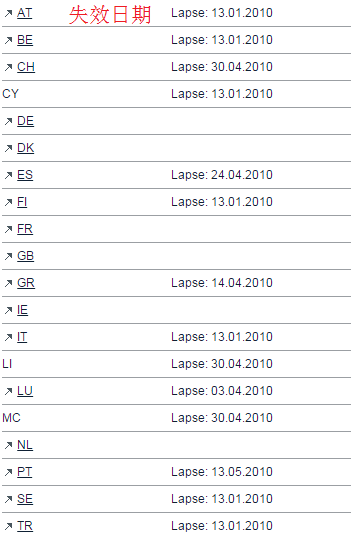 AT 失效日期 Lapse: 13.01.2010
BE Lapse: 13.01.2010
CH Lapse: 30.04.2010
CY Lapse: 13.01.2010
DE
DK
ES Lapse: 24.04.2010
FI Lapse: 13.01.2010
FR
GB
GR Lapse: 14.04.2010
IE
IT Lapse: 13.01.2010
LI Lapse: 30.04.2010
LU Lapse: 03.04.2010
MC Lapse: 30.04.2010
NL
PT Lapse: 13.05.2010
SE Lapse: 13.01.2010
TR Lapse: 13.01.2010